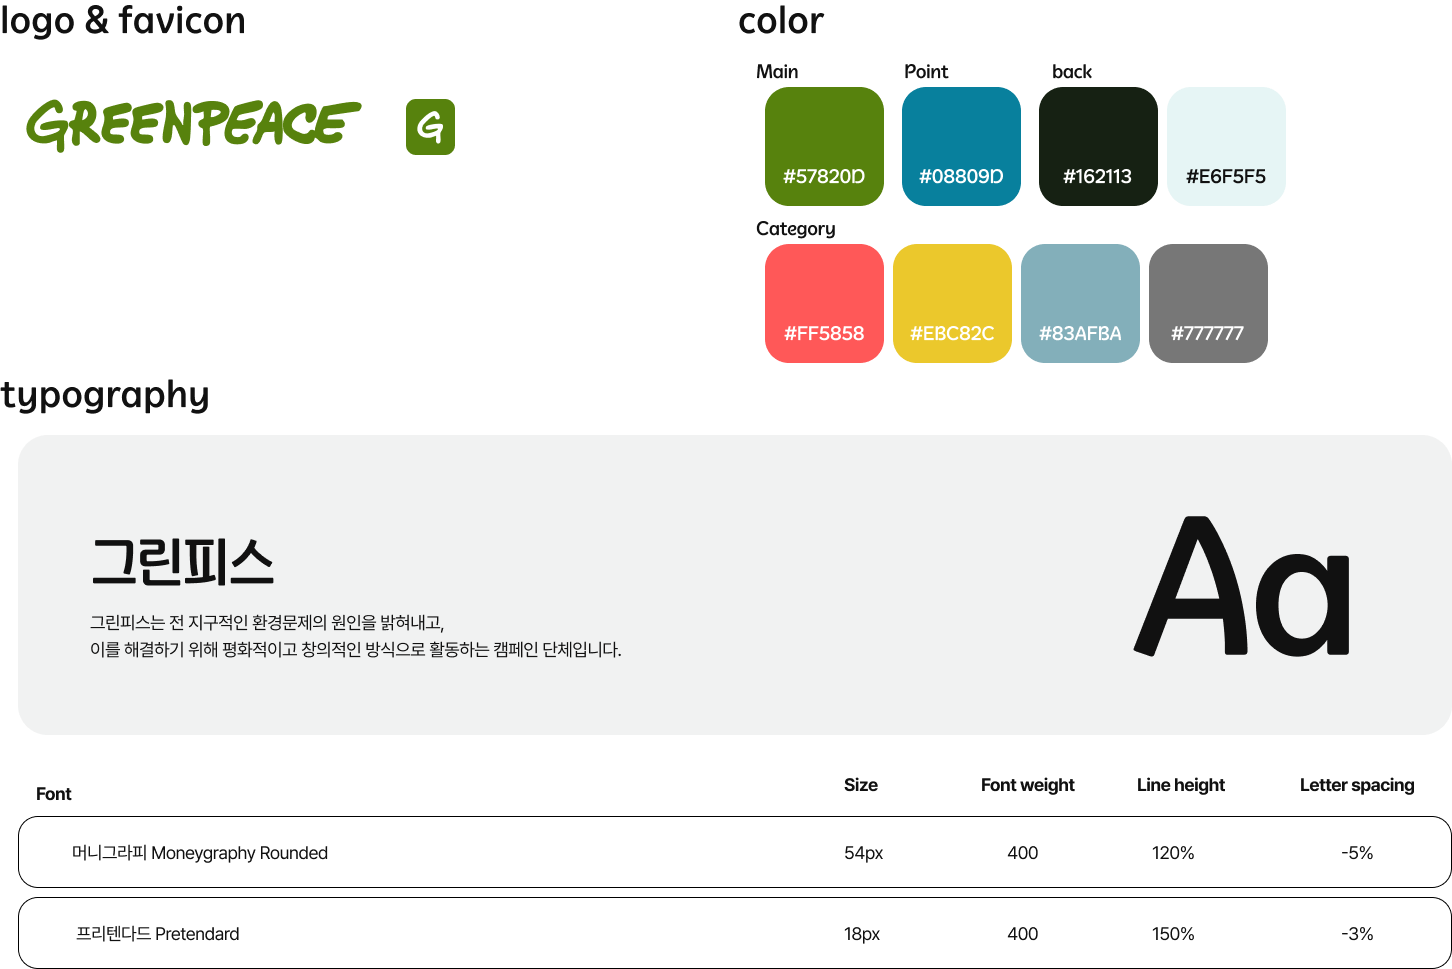 logo & favicon
GREENPEACE
G
color
Main
Point
back
#57820D
#08809D
#162113
#E6F5F5
Category
#FF5858
#EBC82C
#83AFBA
#777777
typography
그린피스
그린피스는 전 지구적인 환경문제의 원인을 밝혀내고,
이를 해결하기 위해 평화적이고 창의적인 방식으로 활동하는 캠페인 단체입니다.
Aa
Font Size Font weight Line height Letter spacing
머니그라피 Moneygraphy Rounded 54px 400 120% -5%
프리텐다드 Pretendard 18px 400 150% -3%